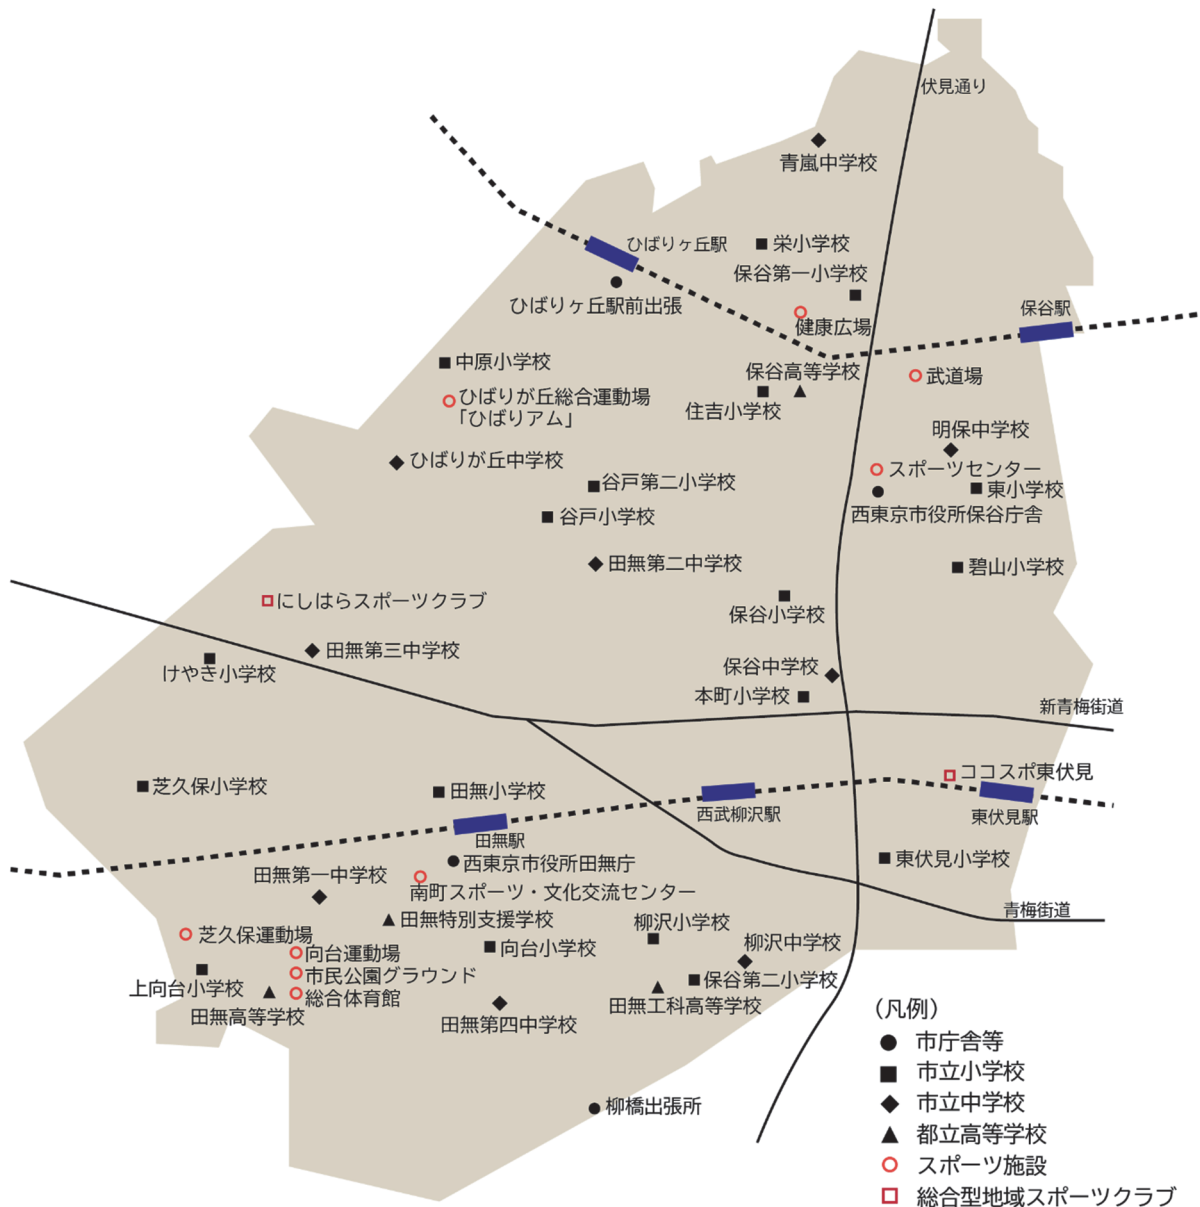 伏見通り
青嵐中学校
ひばりヶ丘駅
栄小学校
保谷第一小学校
ひばりヶ丘駅前出張
保谷駅
健康広場
中原小学校
保谷高等学校
武道場
ひばりが丘総合運動場
「ひばりアム」
住吉小学校
明保中学校
ひばりが丘中学校
スポーツセンター
谷戸第二小学校
東小学校
谷戸小学校
西東京市役所保谷庁舎
田無第二中学校
碧山小学校
にしはらスポーツクラブ
保谷小学校
田無第三中学校
けやき小学校
保谷中学校
本町小学校
新青梅街道
ココスポ東伏見
芝久保小学校
田無小学校
西武柳沢駅
東伏見駅
田無駅
西東京市役所田無庁
東伏見小学校
田無第一中学校
南町スポーツ・文化交流センター
青梅街道
田無特別支援学校
柳沢小学校
芝久保運動場
向台運動場
向台小学校
柳沢中学校
市民公園グラウンド
保谷第二小学校
上向台小学校
総合体育館
田無工科高等学校
田無高等学校
田無第四中学校
柳橋出張所
（凡例）
市庁舎等
市立小学校
市立中学校
都立高等学校
スポーツ施設
総合型地域スポーツクラブ